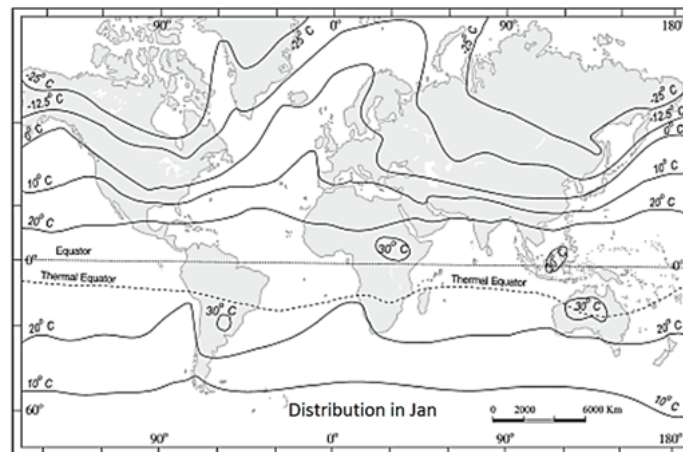 90° 0° 90° 180°
-25° C
-25° C
-25° C
-12.5° C
0° C
10° C
20° C
-25° C
-12.5° C
0° C
10° C
20° C
30° C
Equator
0° 0°
Thermal Equator
Thermal Equator
30° C
30° C
20° C
20° C
10° C
10° C
Distribution in Jan
0 2000 6000 Km
60°
90° 0° 90° 180°